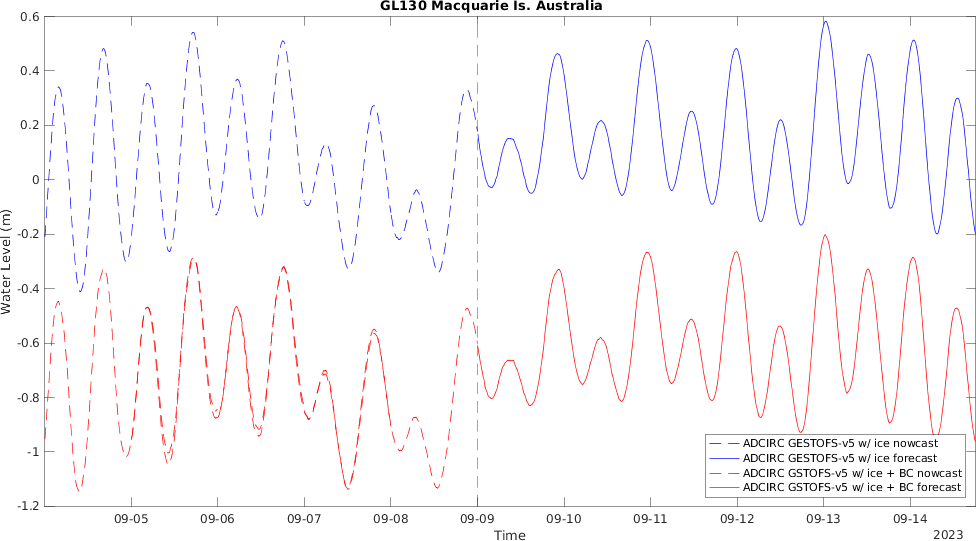 GL130 Macquarie Is. Australia
0.6
0.4
0.2
0
-0.2
-0.4
-0.6
-0.8
-1
-1.2
Water Level (m)
09-05 09-06 09-07 09-08 09-09 09-10 09-11 09-12 09-13 09-14
Time
2023
ADCIRC GESTOFS-v5 w/ ice nowcast
ADCIRC GESTOFS-v5 w/ ice forecast
ADCIRC GSTOFS-v5 w/ ice + BC nowcast
ADCIRC GSTOFS-v5 w/ ice + BC forecast